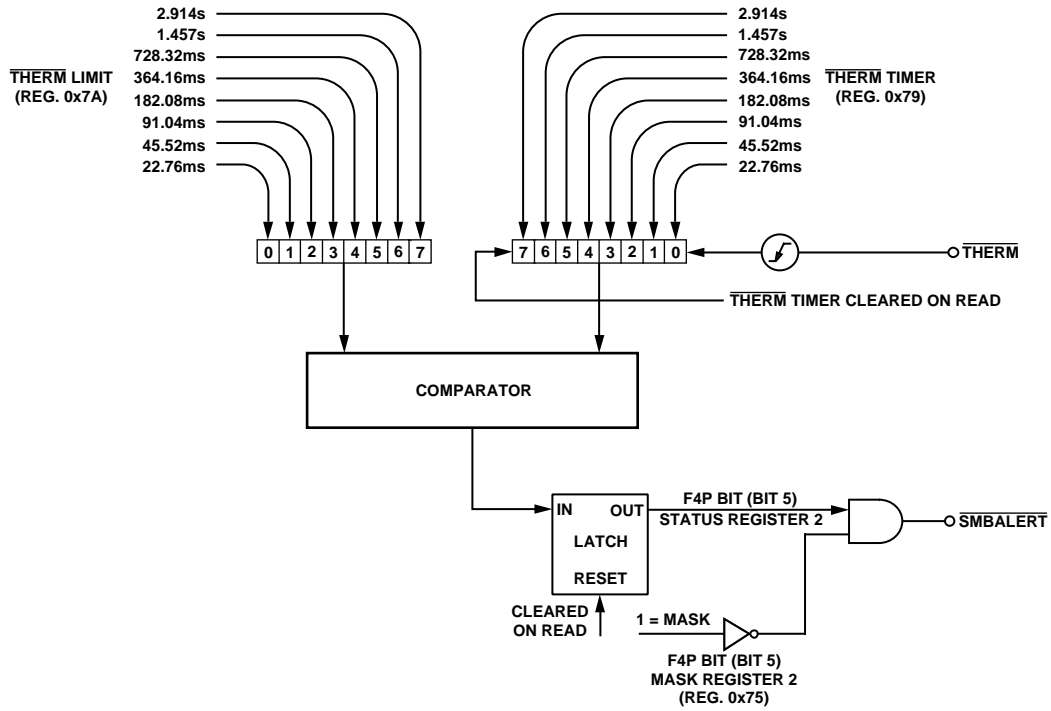 2.914s
1.457s
728.32ms
364.16ms
182.08ms
91.04ms
45.52ms
22.76ms
THERM LIMIT
(REG. 0x7A)
0 1 2 3 4 5 6 7
2.914s
1.457s
728.32ms
364.16ms
182.08ms
91.04ms
45.52ms
22.76ms
THERM TIMER
(REG. 0x79)
7 6 5 4 3 2 1 0
THERM
THERM TIMER CLEARED ON READ
COMPARATOR
IN OUT
LATCH
RESET
CLEARED
ON READ
F4P BIT (BIT 5)
STATUS REGISTER 2
SMBALERT
1 = MASK
F4P BIT (BIT 5)
MASK REGISTER 2
(REG. 0x75)